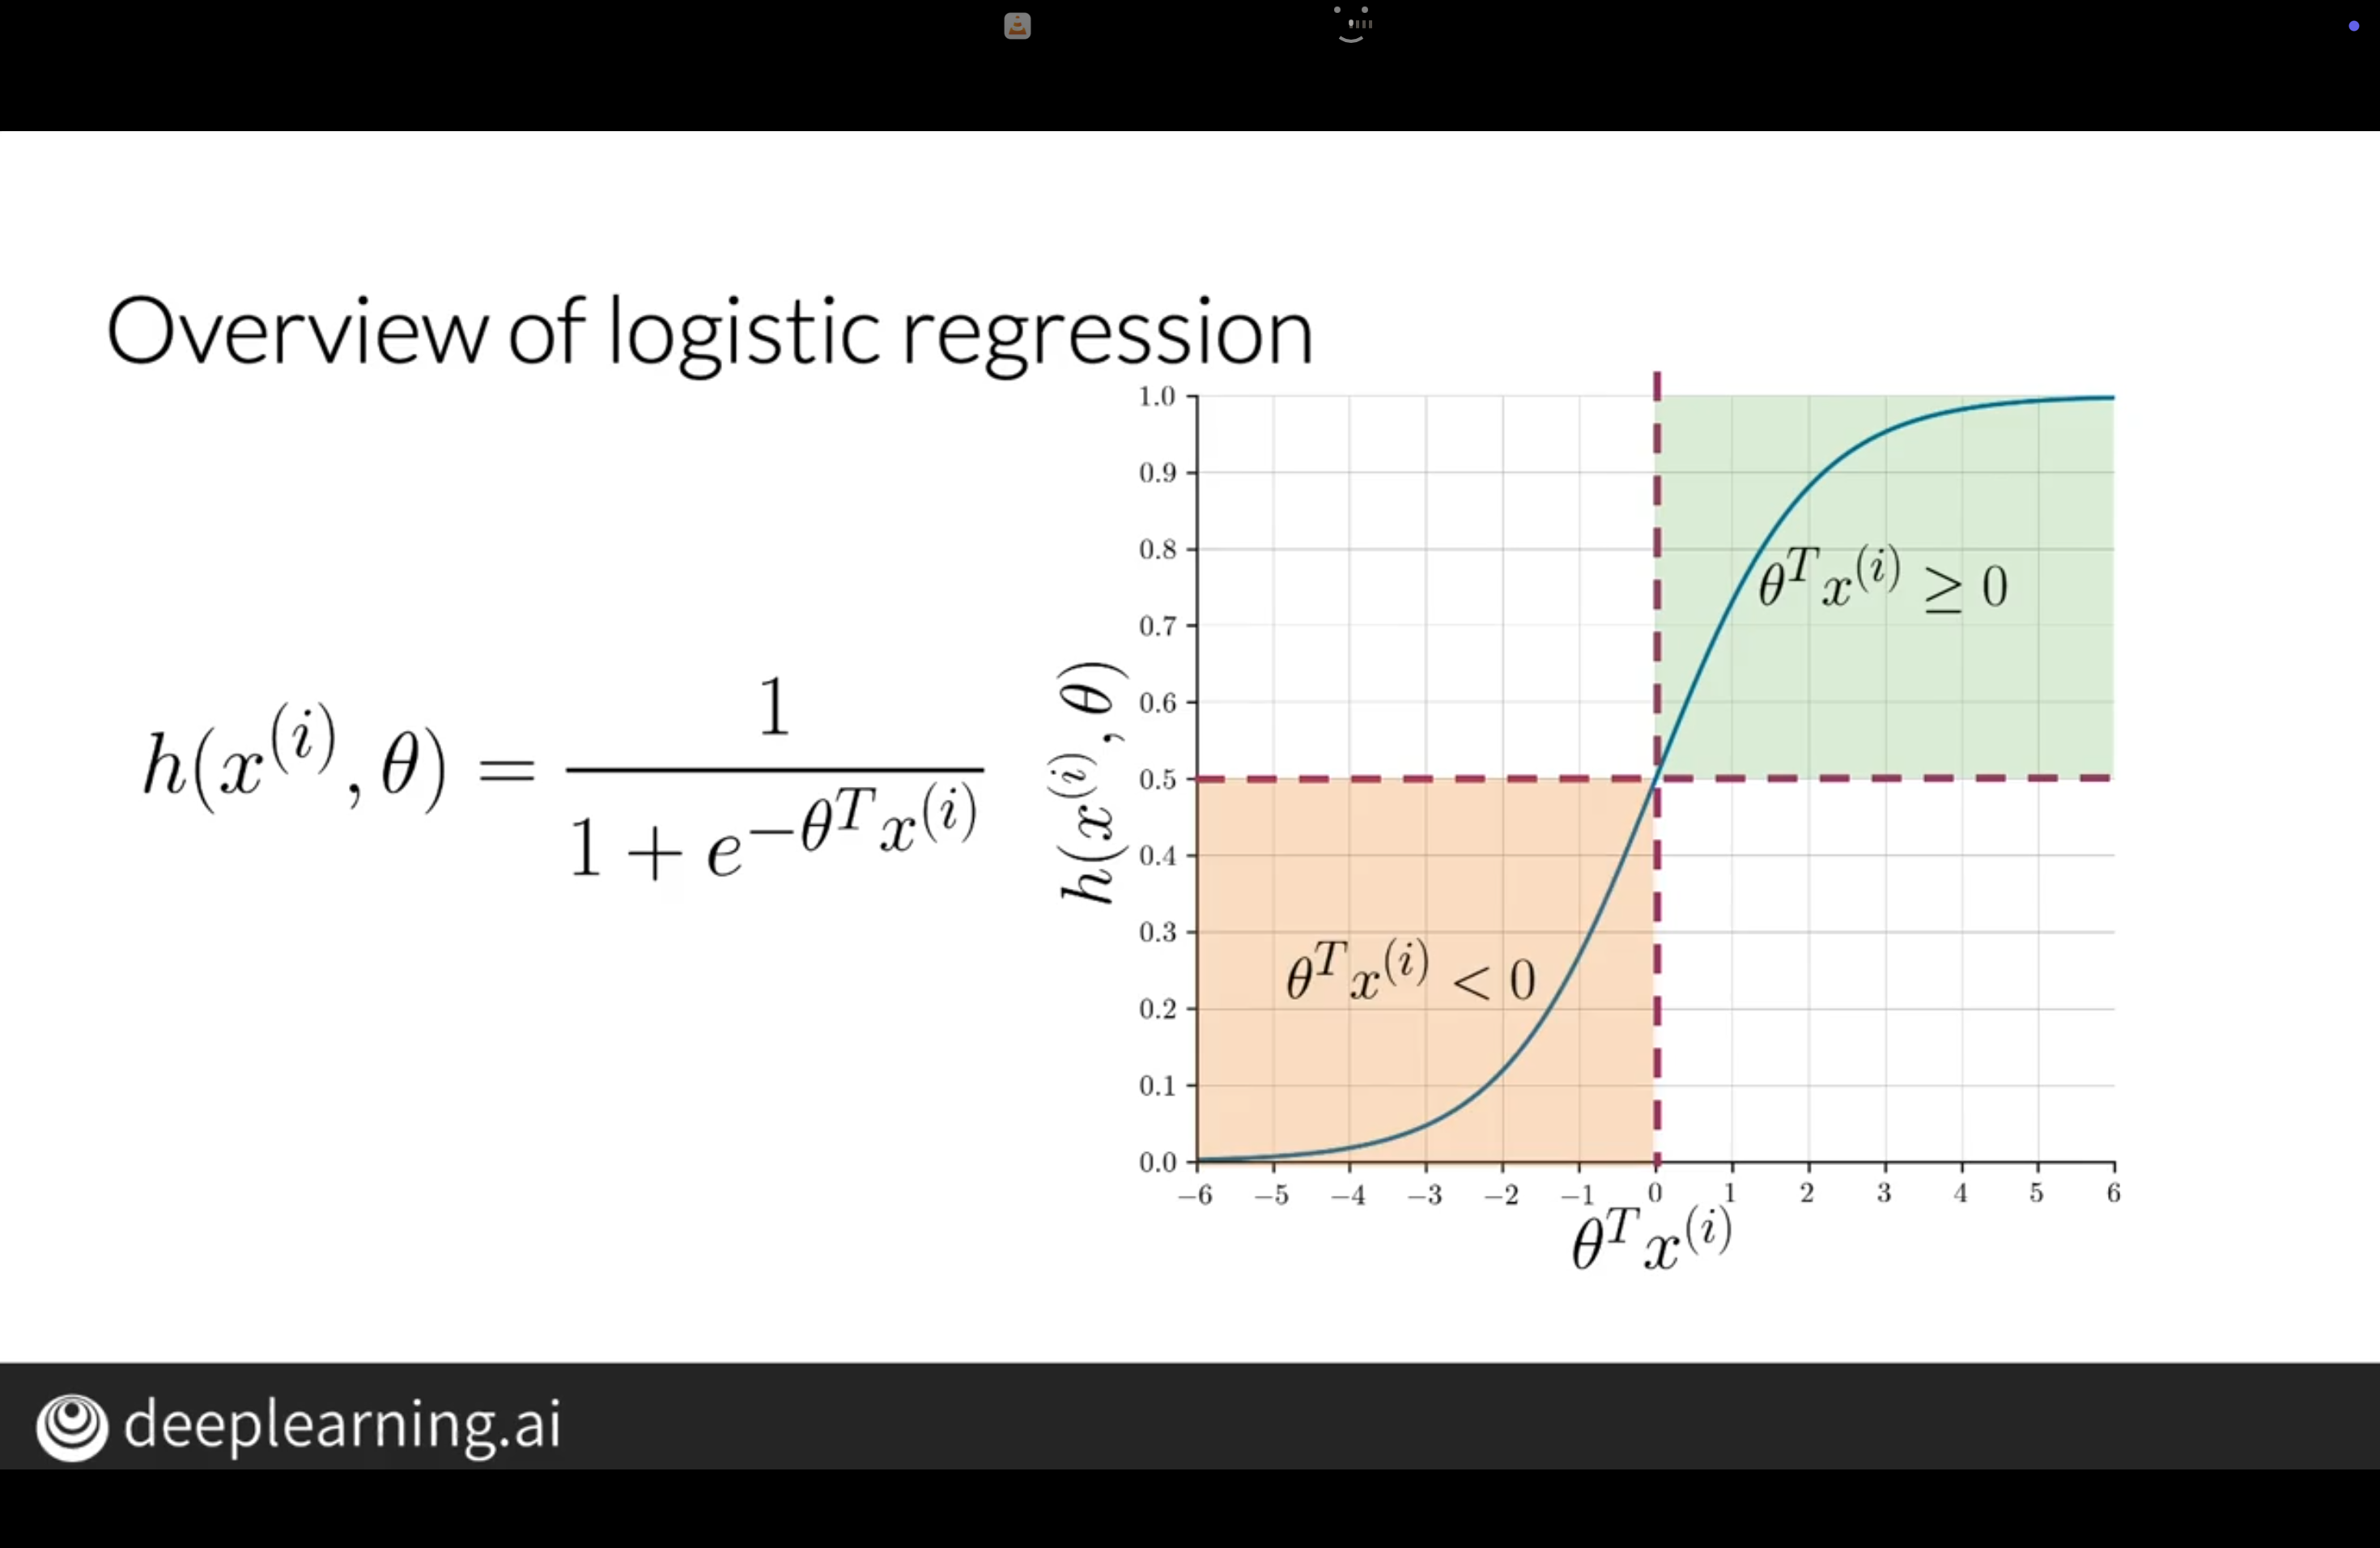 Overview of logistic regression
h(x^{(i)}, θ) = \frac{1}{1 + e^{-θ^T x^{(i)}}}
h(x^{(i)}, θ)
1.0
0.9
0.8
0.7
0.6
0.5
0.4
0.3
0.2
0.1
0.0
θ^T x^{(i)} ≥ 0
θ^T x^{(i)} < 0
−6 −5 −4 −3 −2 −1 0 1 2 3 4 5 6
θ^T x^{(i)}
deeplearning.ai